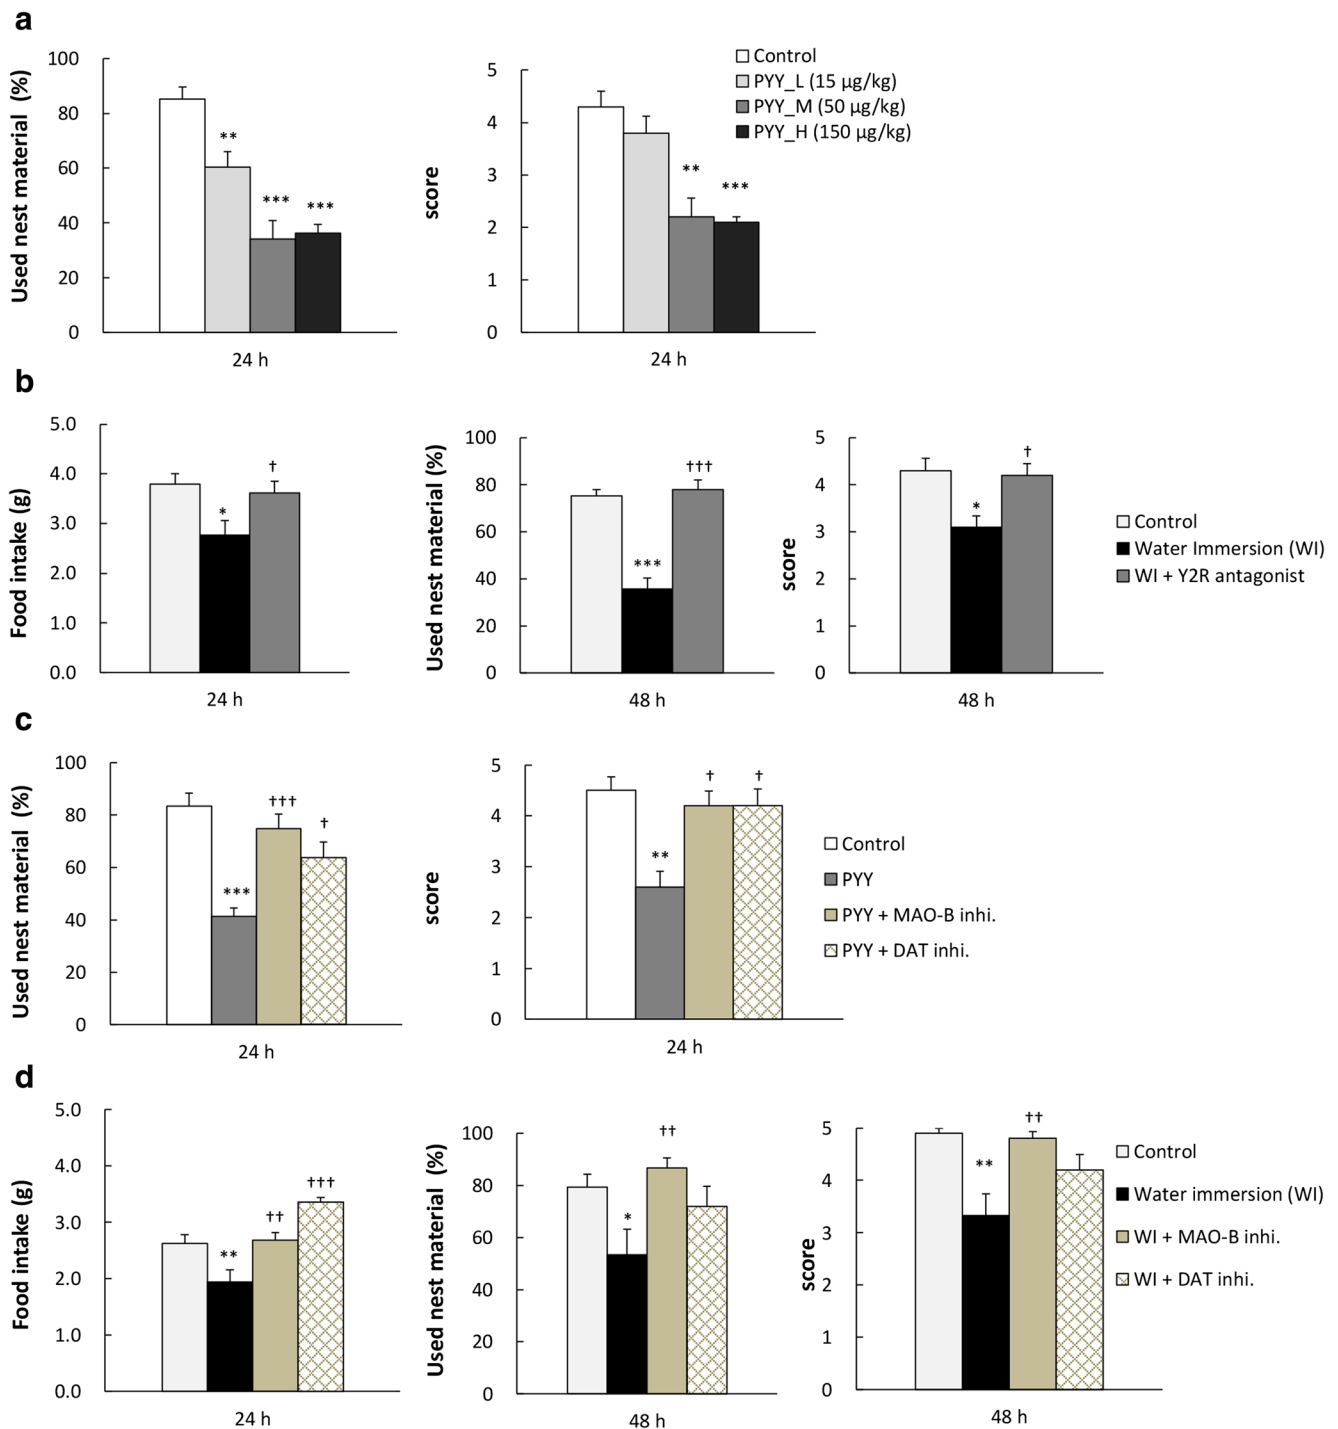 a
Used nest material (%)
100
80
60
40
20
0
**
***
***
24 h
score
5
4
3
2
1
0
**
***
24 h
Control
PYY_L (15 μg/kg)
PYY_M (50 μg/kg)
PYY_H (150 μg/kg)
b
Food intake (g)
5.0
4.0
3.0
2.0
1.0
0.0
*
†
24 h
Used nest material (%)
100
80
60
40
20
0
***
†††
48 h
score
5
4
3
2
1
0
*
†
48 h
Control
Water Immersion (WI)
WI + Y2R antagonist
c
Used nest material (%)
100
80
60
40
20
0
***
†††
†
24 h
score
5
4
3
2
1
0
**
†
†
24 h
Control
PYY
PYY + MAO-B inhi.
PYY + DAT inhi.
d
Food intake (g)
5.0
4.0
3.0
2.0
1.0
0.0
**
††
†††
24 h
Used nest material (%)
100
80
60
40
20
0
*
††
48 h
score
5
4
3
2
1
0
**
††
48 h
Control
Water immersion (WI)
WI + MAO-B inhi.
WI + DAT inhi.